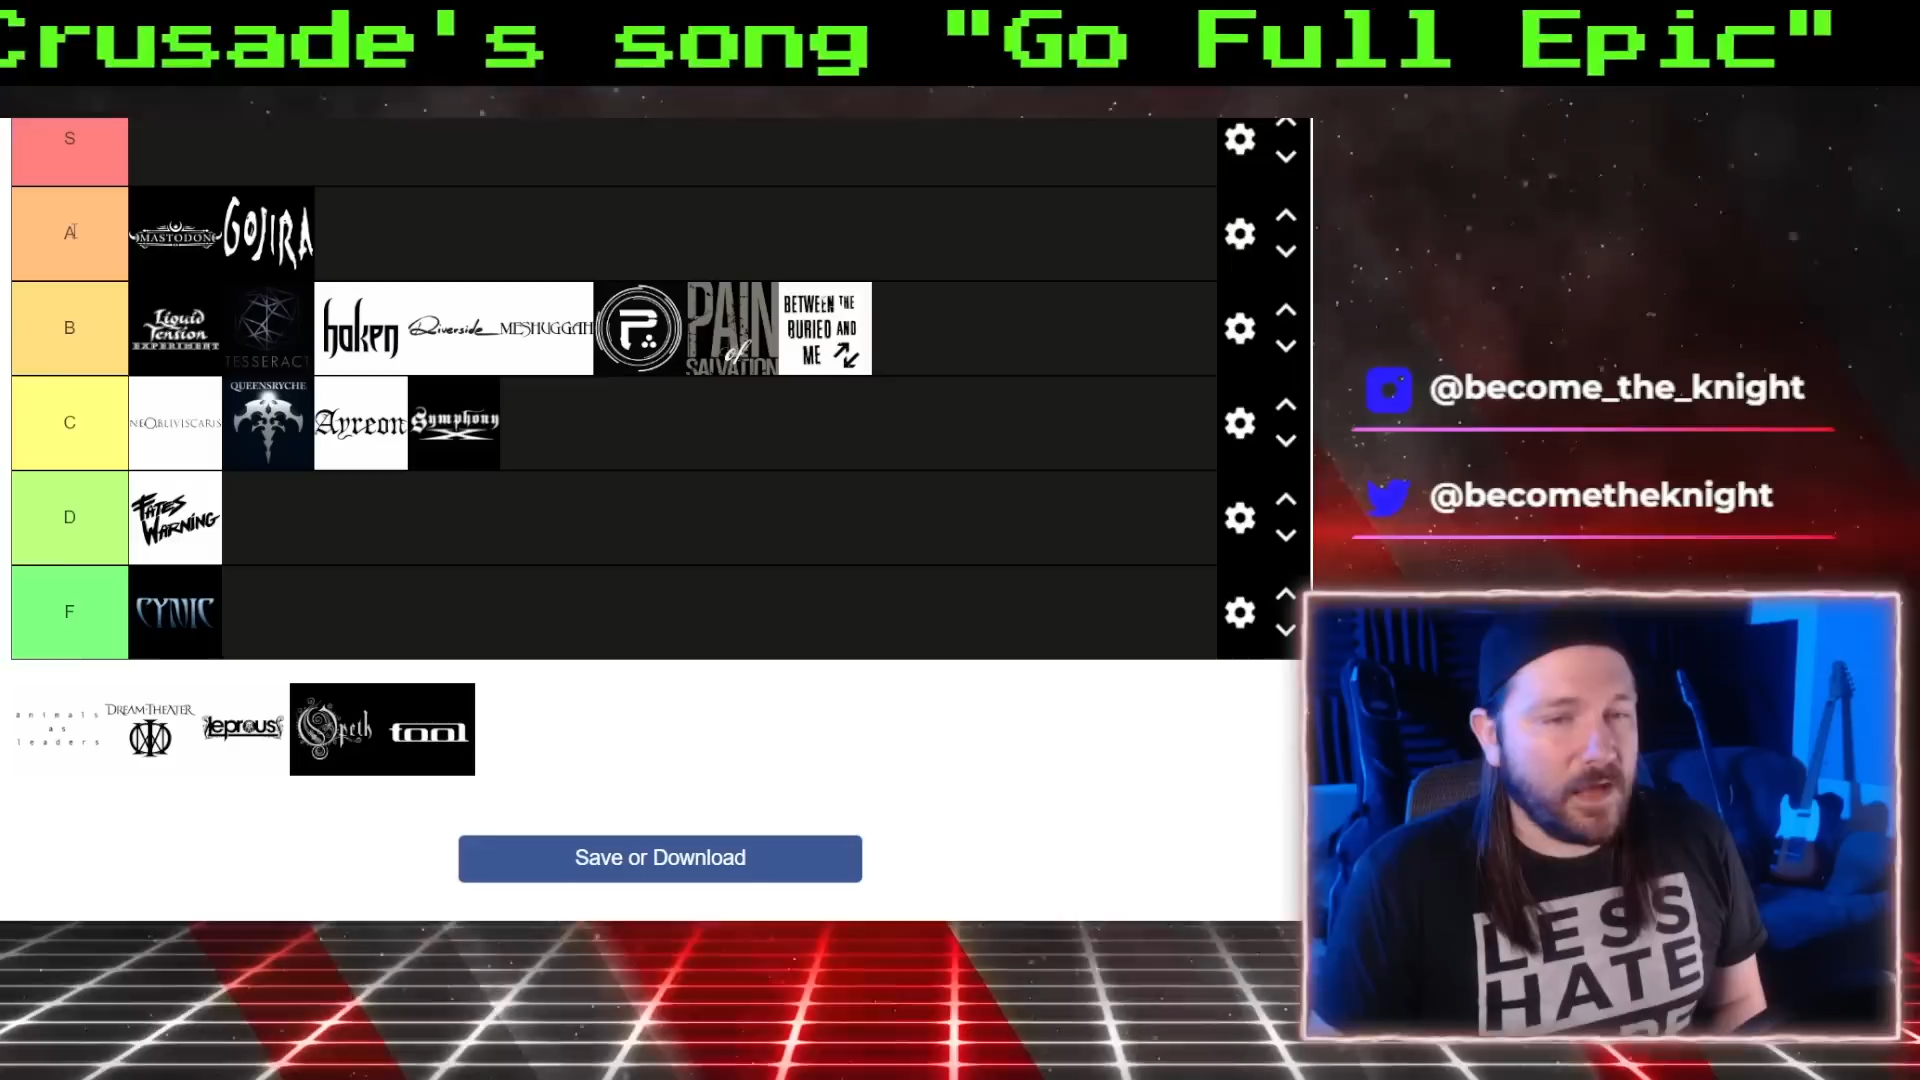 Crusade's song "Go Full Epic"
S
A
MASTODON
GOJIRA
B
Liquid
Tension
EXPERIMENT
TESSERACT
haken
Riverside
MESHUGGAH
P
PAIN
of
SALVATION
BETWEEN THE
BURIED AND
ME
C
NE OBLIVISCARIS
QUEENSRYCHE
Ayreon
Symphony
X
D
FATES
WARNING
F
CYNIC
animals
as
leaders
DREAM THEATER
leprous
Opeth
TOOL
Save or Download
@become_the_knight
@becometheknight
LESS
HATE